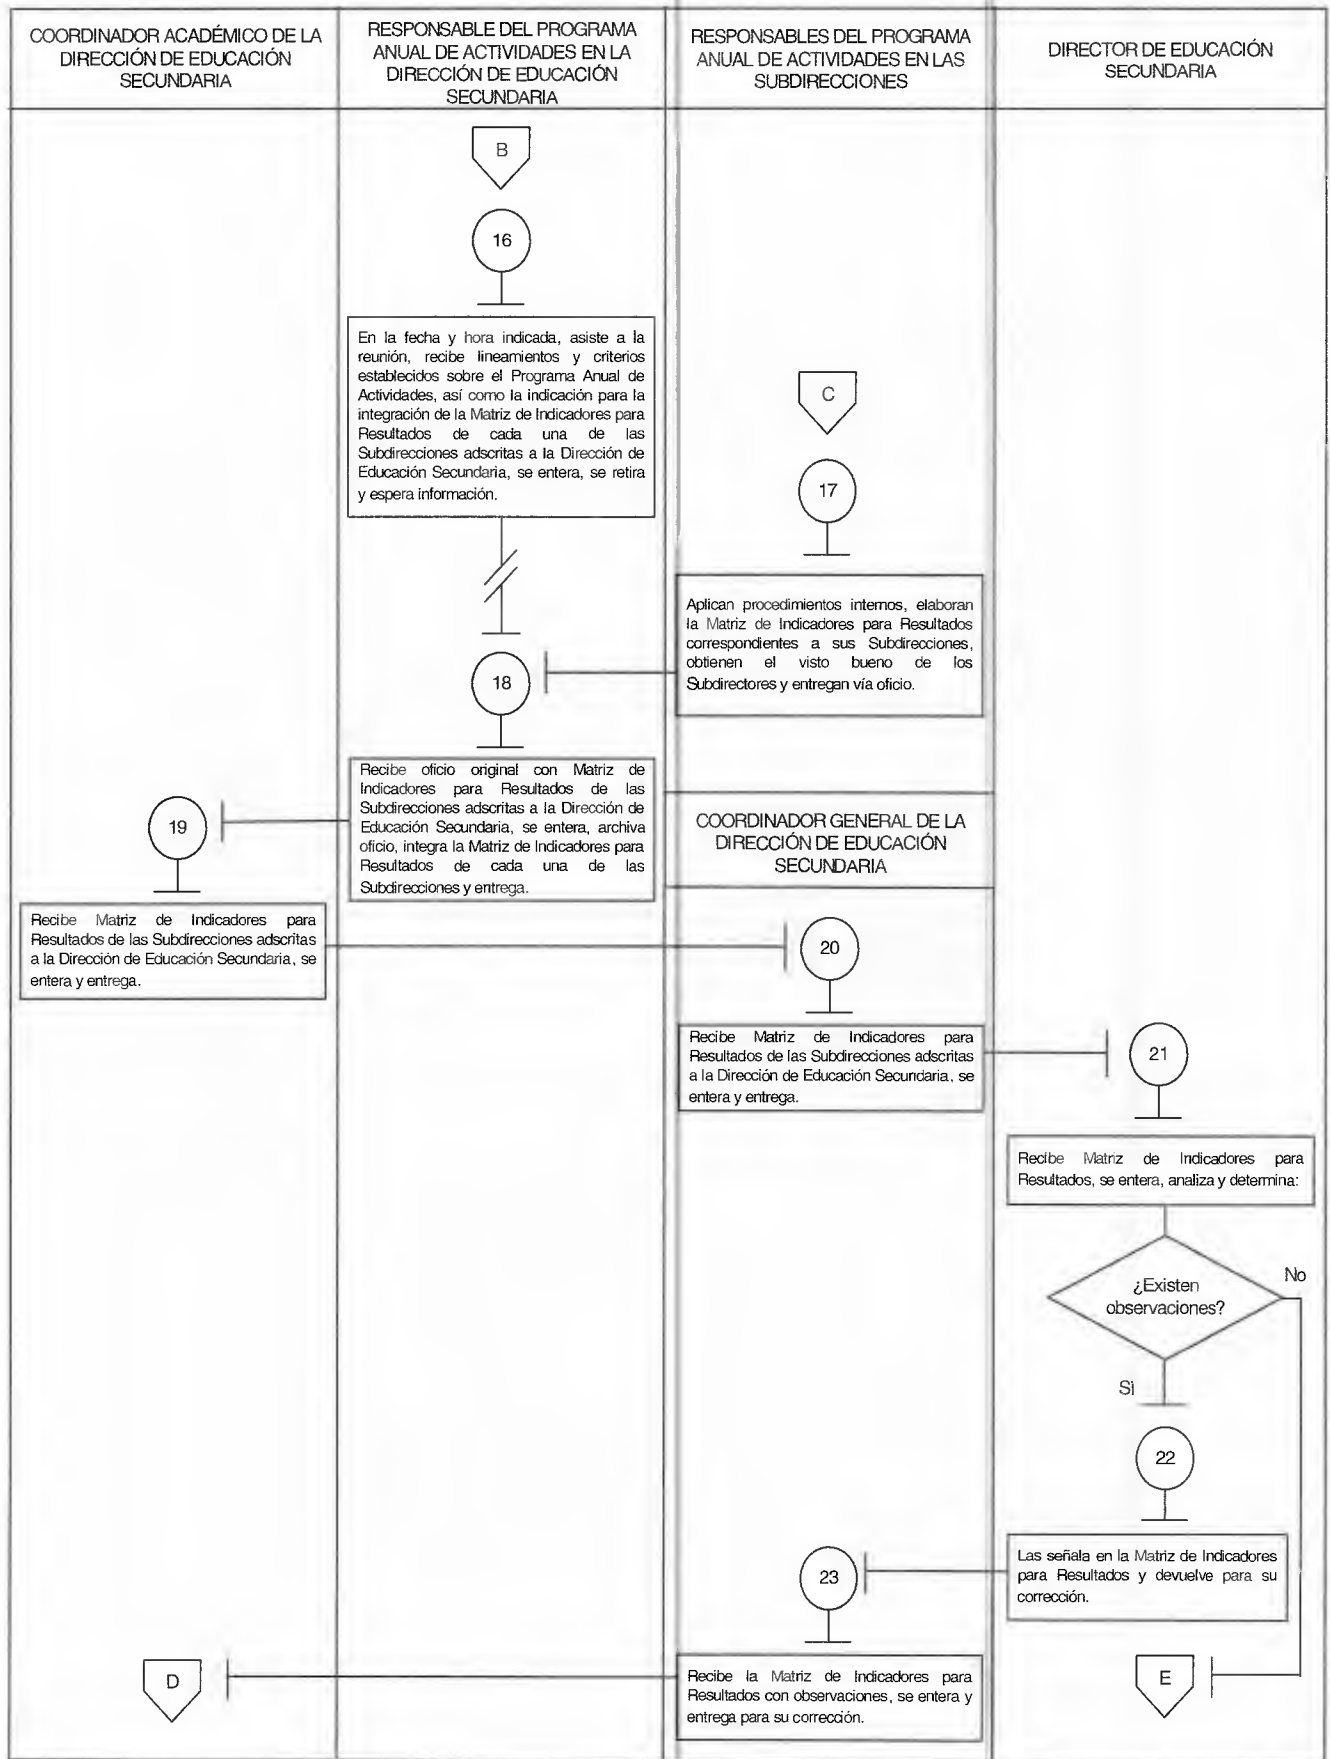 COORDINADOR ACADÉMICO DE LA
DIRECCIÓN DE EDUCACIÓN
SECUNDARIA
RESPONSABLE DEL PROGRAMA
ANUAL DE ACTIVIDADES EN LA
DIRECCIÓN DE EDUCACIÓN
SECUNDARIA
RESPONSABLES DEL PROGRAMA
ANUAL DE ACTIVIDADES EN LAS
SUBDIRECCIONES
DIRECTOR DE EDUCACIÓN
SECUNDARIA
B
16
En la fecha y hora indicada, asiste a la
reunión, recibe lineamientos y criterios
establecidos sobre el Programa Anual de
Actividades, así como la indicación para la
integración de la Matriz de Indicadores para
Resultados de cada una de las
Subdirecciones adscritas a la Dirección de
Educación Secundaria, se entera, se retira
y espera información.
C
17
Aplican procedimientos internos, elaboran
la Matriz de Indicadores para Resultados
correspondientes a sus Subdirecciones,
obtienen el visto bueno de los
Subdirectores y entregan vía oficio.
18
Recibe oficio original con Matriz de
Indicadores para Resultados de las
Subdirecciones adscritas a la Dirección de
Educación Secundaria, se entera, archiva
oficio, integra la Matriz de Indicadores para
Resultados de cada una de las
Subdirecciones y entrega.
19
Recibe Matriz de Indicadores para
Resultados de las Subdirecciones adscritas
a la Dirección de Educación Secundaria, se
entera y entrega.
COORDINADOR GENERAL DE LA
DIRECCIÓN DE EDUCACIÓN
SECUNDARIA
20
Recibe Matriz de Indicadores para
Resultados de las Subdirecciones adscritas
a la Dirección de Educación Secundaria, se
entera y entrega.
21
Recibe Matriz de Indicadores para
Resultados, se entera, analiza y determina:
¿Existen
observaciones?
No
Si
22
Las señala en la Matriz de Indicadores
para Resultados y devuelve para su
corrección.
23
Recibe la Matriz de Indicadores para
Resultados con observaciones, se entera y
entrega para su corrección.
D
E